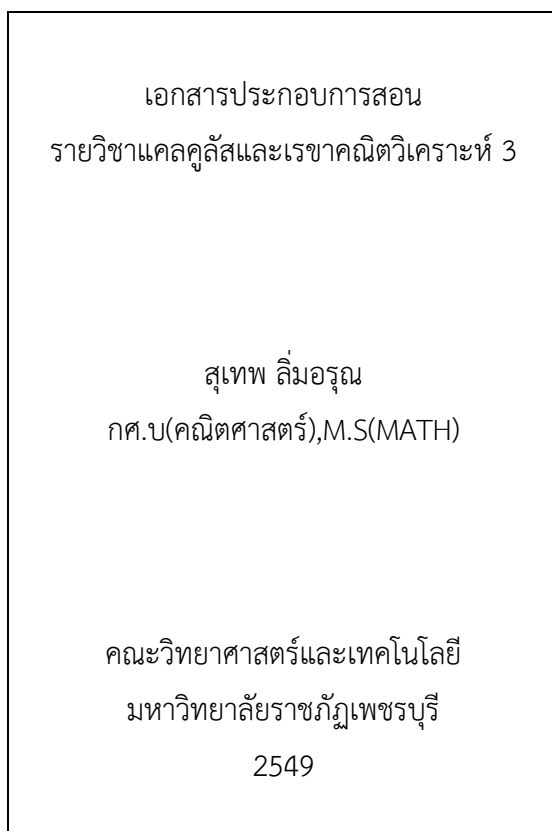 เอกสารประกอบการสอน
รายวิชาแคลคูลัสและเรขาคณิตวิเคราะห์ 3
สุเทพ ลิ่มอรุณ
กศ.บ(คณิตศาสตร์),M.S(MATH)
คณะวิทยาศาสตร์และเทคโนโลยี
มหาวิทยาลัยราชภัฏเพชรบุรี
2549